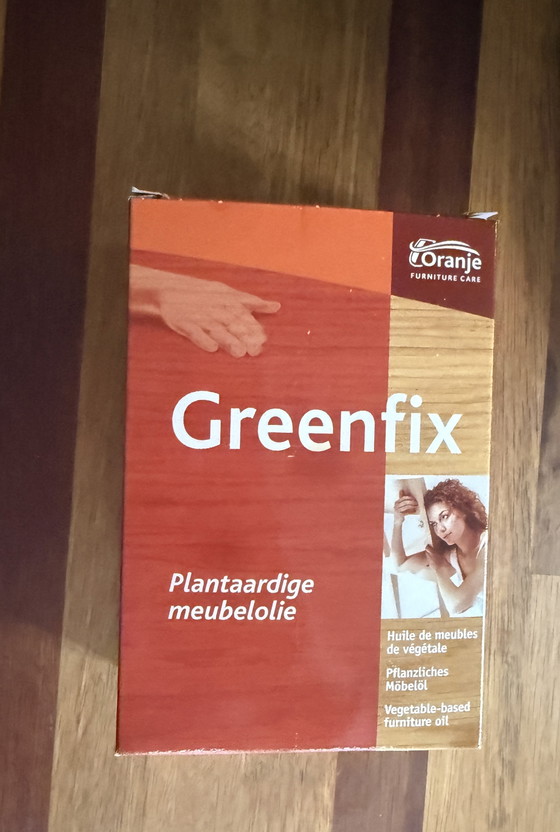 Oranje
FURNITURE CARE
Greenfix
Plantaardige
meubelolie
Huile de meubles
de végétale
Pflanzliches
Möbelöl
Vegetable-based
furniture oil